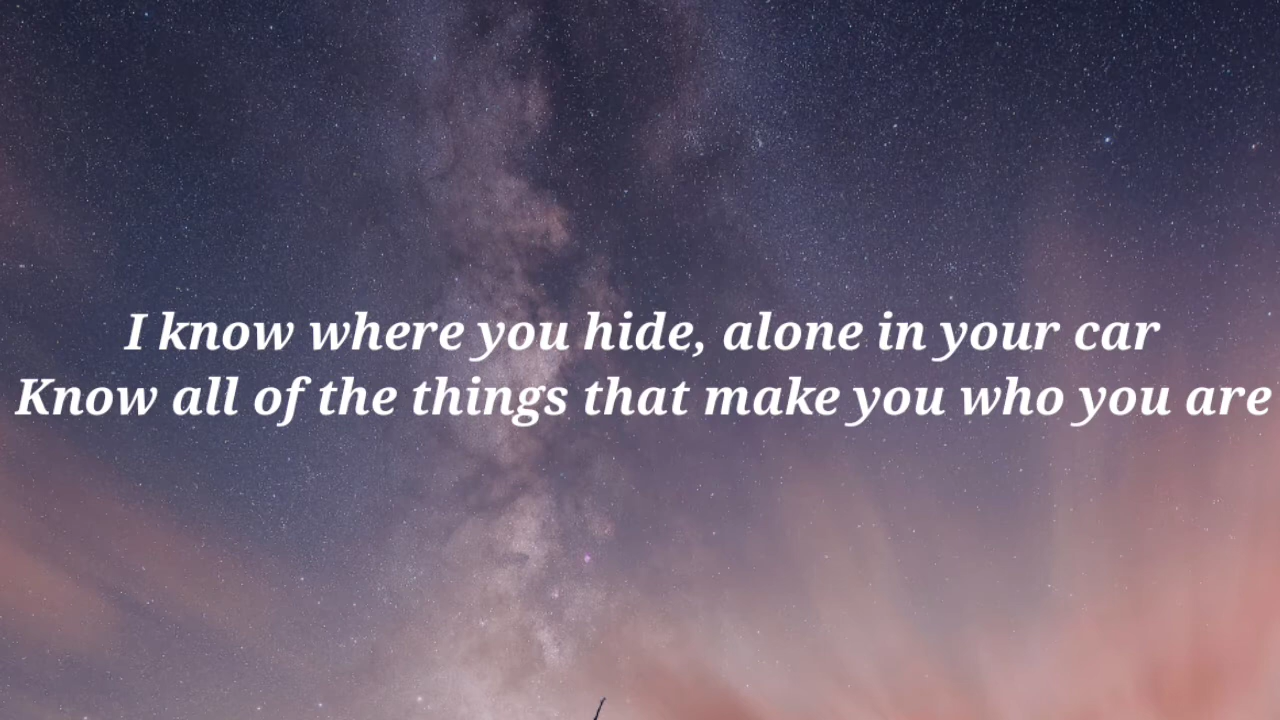 I know where you hide, alone in your car
Know all of the things that make you who you are